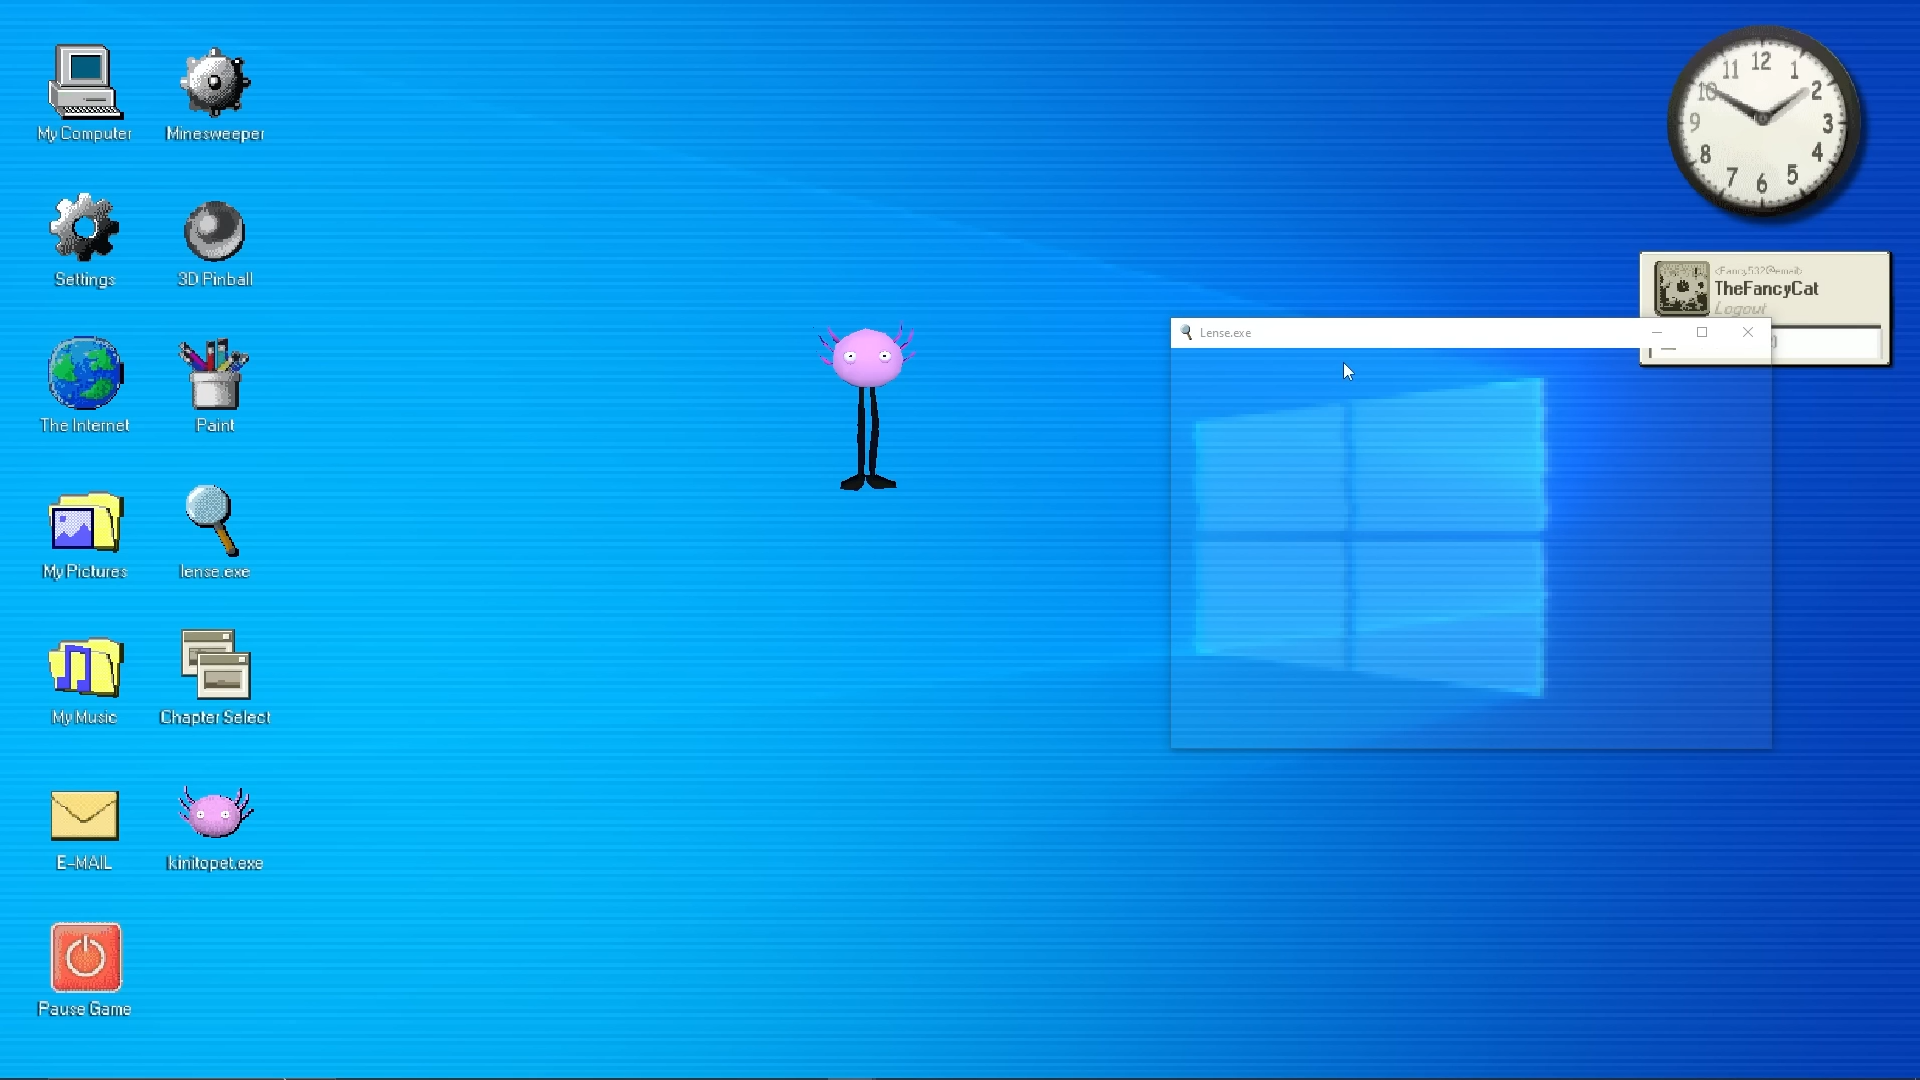 My Computer
Minesweeper
Settings
3D Pinball
The Internet
Paint
My Pictures
lense.exe
My Music
Chapter Select
E-MAIL
kinitopet.exe
Pause Game
12
1
2
3
4
5
6
7
8
9
10
11
<Fancy532@email>
TheFancyCat
Logout
Lense.exe